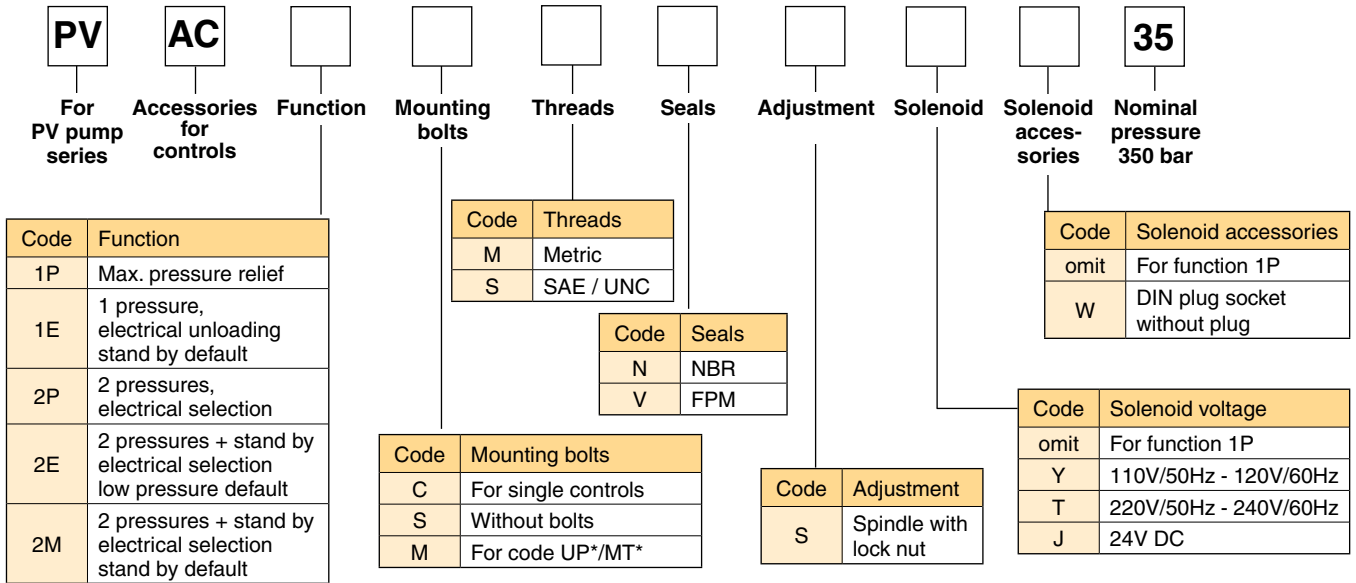 PV AC 35
For Accessories Function Mounting Threads Seals Adjustment Solenoid Solenoid Nominal
PV pump for bolts acces- pressure
series controls sories 350 bar
Code Function
1P Max. pressure relief
1E 1 pressure,
electrical unloading
stand by default
2P 2 pressures,
electrical selection
2E 2 pressures + stand by
electrical selection
low pressure default
2M 2 pressures + stand by
electrical selection
stand by default
Code Mounting bolts
C For single controls
S Without bolts
M For code UP*/MT*
Code Threads
M Metric
S SAE / UNC
Code Seals
N NBR
V FPM
Code Adjustment
S Spindle with
lock nut
Code Solenoid voltage
omit For function 1P
Y 110V/50Hz - 120V/60Hz
T 220V/50Hz - 240V/60Hz
J 24V DC
Code Solenoid accessories
omit For function 1P
W DIN plug socket
without plug